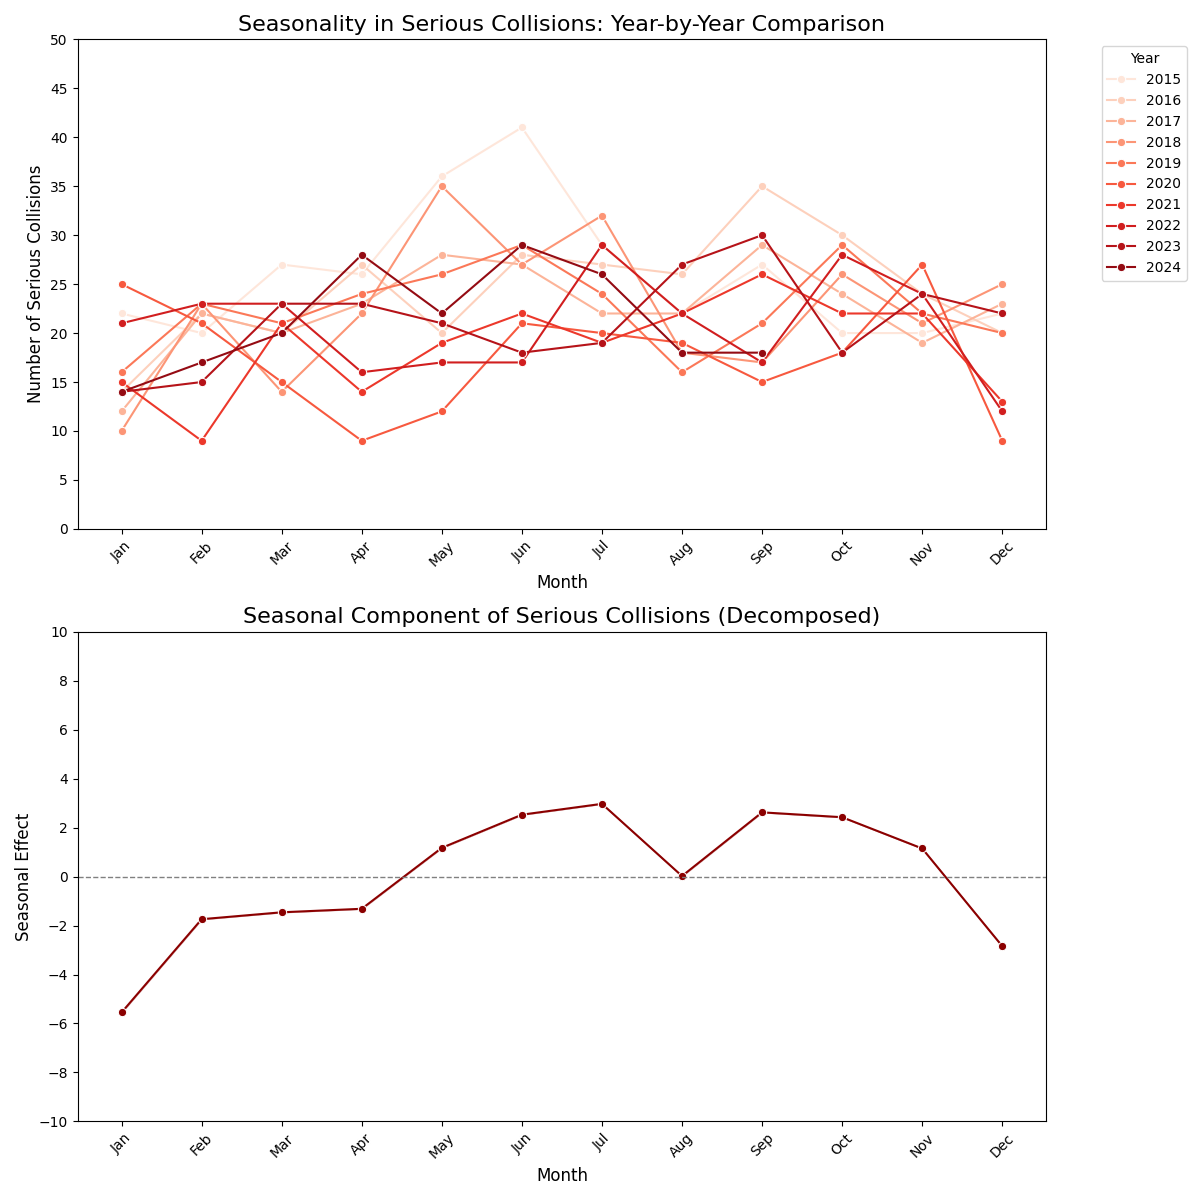 Seasonality in Serious Collisions: Year-by-Year Comparison
50
45
40
35
30
25
20
15
10
5
0
Number of Serious Collisions
Jan
Feb
Mar
Apr
May
Jun
Jul
Aug
Sep
Oct
Nov
Dec
Month
Year
2015
2016
2017
2018
2019
2020
2021
2022
2023
2024
Seasonal Component of Serious Collisions (Decomposed)
10
8
6
4
2
0
−2
−4
−6
−8
−10
Seasonal Effect
Jan
Feb
Mar
Apr
May
Jun
Jul
Aug
Sep
Oct
Nov
Dec
Month